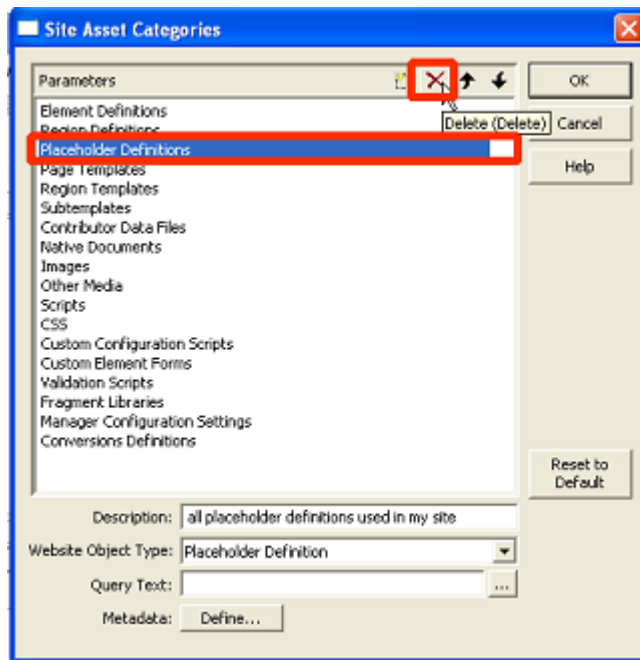 Site Asset Categories
Parameters
OK
Delete (Delete)
Cancel
Help
Element Definitions
Region Definitions
Placeholder Definitions
Page Templates
Region Templates
Subtemplates
Contributor Data Files
Native Documents
Images
Other Media
Scripts
CSS
Custom Configuration Scripts
Custom Element Forms
Validation Scripts
Fragment Libraries
Manager Configuration Settings
Conversions Definitions
Reset to
Default
Description: all placeholder definitions used in my site
Website Object Type: Placeholder Definition
Query Text: ...
Metadata: Define...